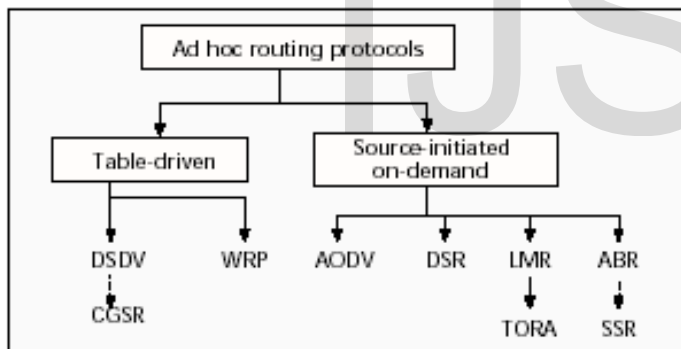 IJS
Ad hoc routing protocols
Table-driven
Source-initiated
on-demand
DSDV
WRP
AODV
DSR
LMR
ABR
CGSR
TORA
SSR